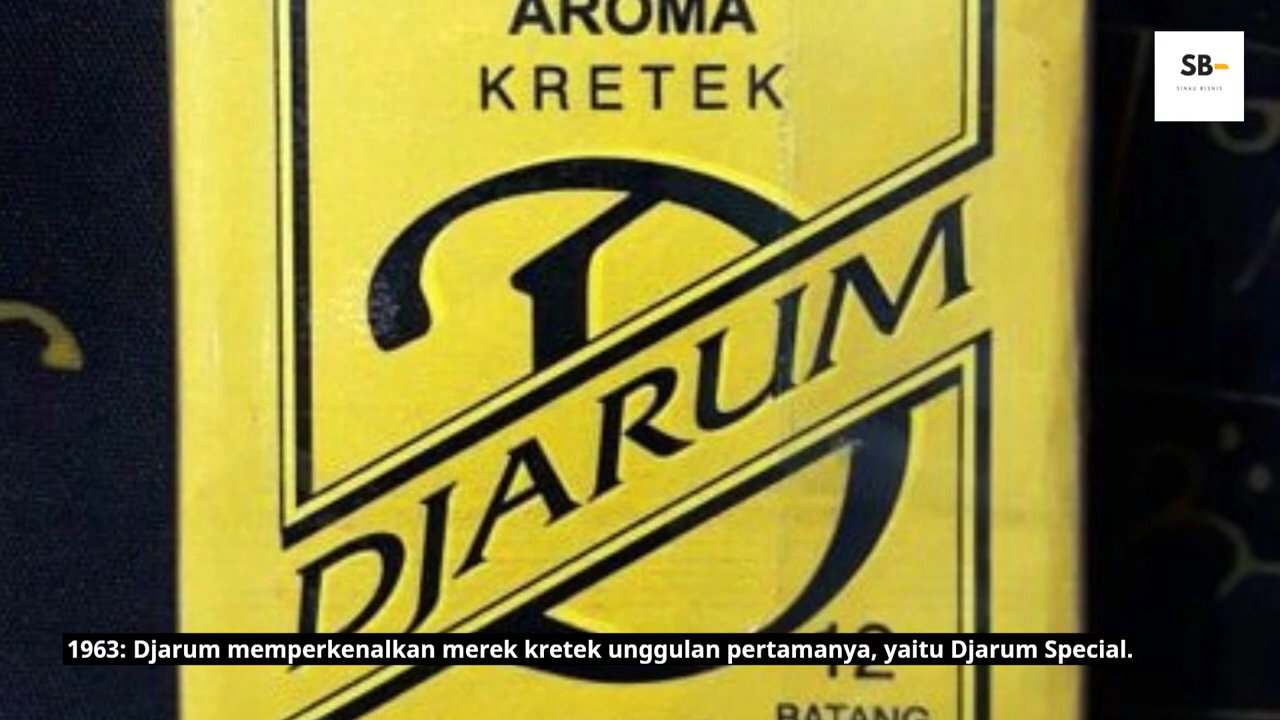 AROMA
KRETEK
SB-
SINAU BISNIS
D
DJARUM
12
BATANG
1963: Djarum memperkenalkan merek kretek unggulan pertamanya, yaitu Djarum Special.